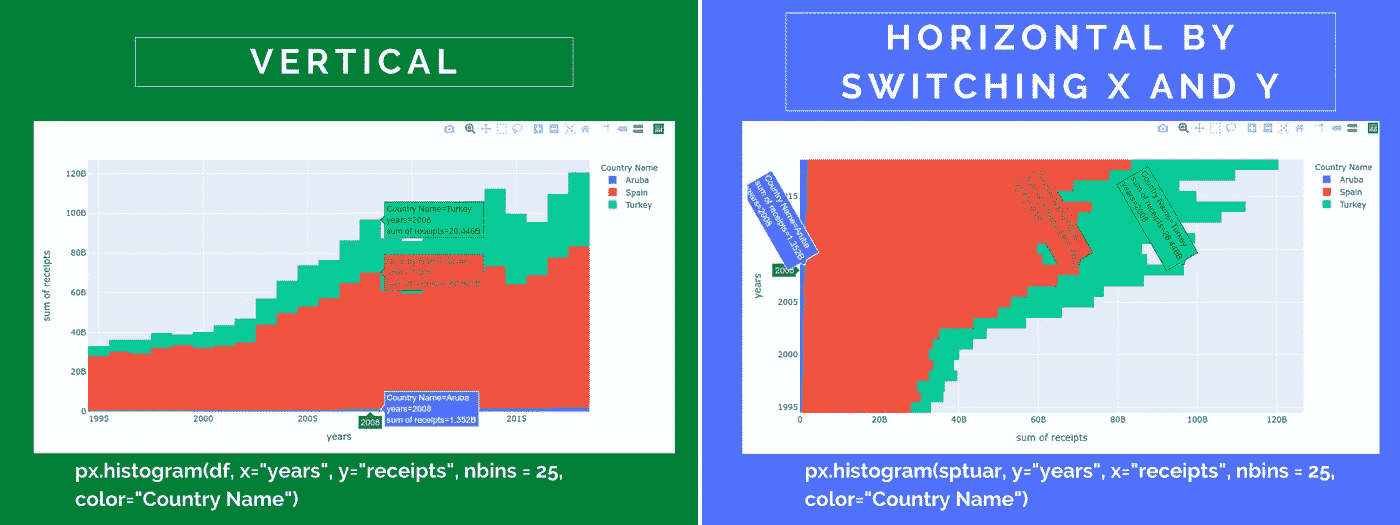 VERTICAL
120B
100B
80B
60B
40B
20B
0
sum of receipts
1995
2000
2005
2015
years
Country Name
Aruba
Spain
Turkey
Country Name=Turkey
years=2008
sum of receipts=26.446B
Country Name=Aruba
years=2008
sum of receipts=1.352B
2008
px.histogram(df, x="years", y="receipts", nbins = 25,
color="Country Name")
HORIZONTAL BY
SWITCHING X AND Y
2005
2000
1995
years
0
20B
40B
60B
80B
100B
120B
sum of receipts
Country Name
Aruba
Spain
Turkey
Country Name=Aruba
years=2008
sum of receipts=1.352B
Country Name=Turkey
years=2008
sum of receipts=26.446B
2008
px.histogram(sptuar, y="years", x="receipts", nbins = 25,
color="Country Name")